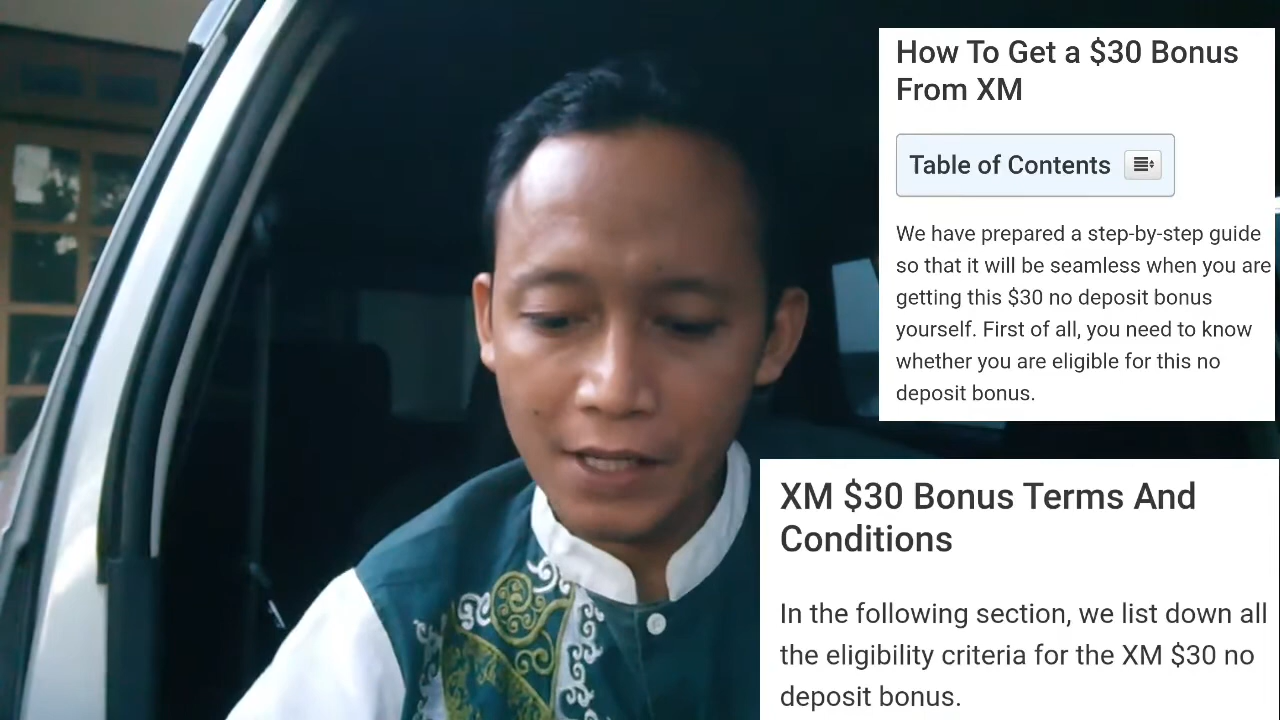 How To Get a $30 Bonus
From XM
Table of Contents
We have prepared a step-by-step guide
so that it will be seamless when you are
getting this $30 no deposit bonus
yourself. First of all, you need to know
whether you are eligible for this no
deposit bonus.
XM $30 Bonus Terms And
Conditions
In the following section, we list down all
the eligibility criteria for the XM $30 no
deposit bonus.